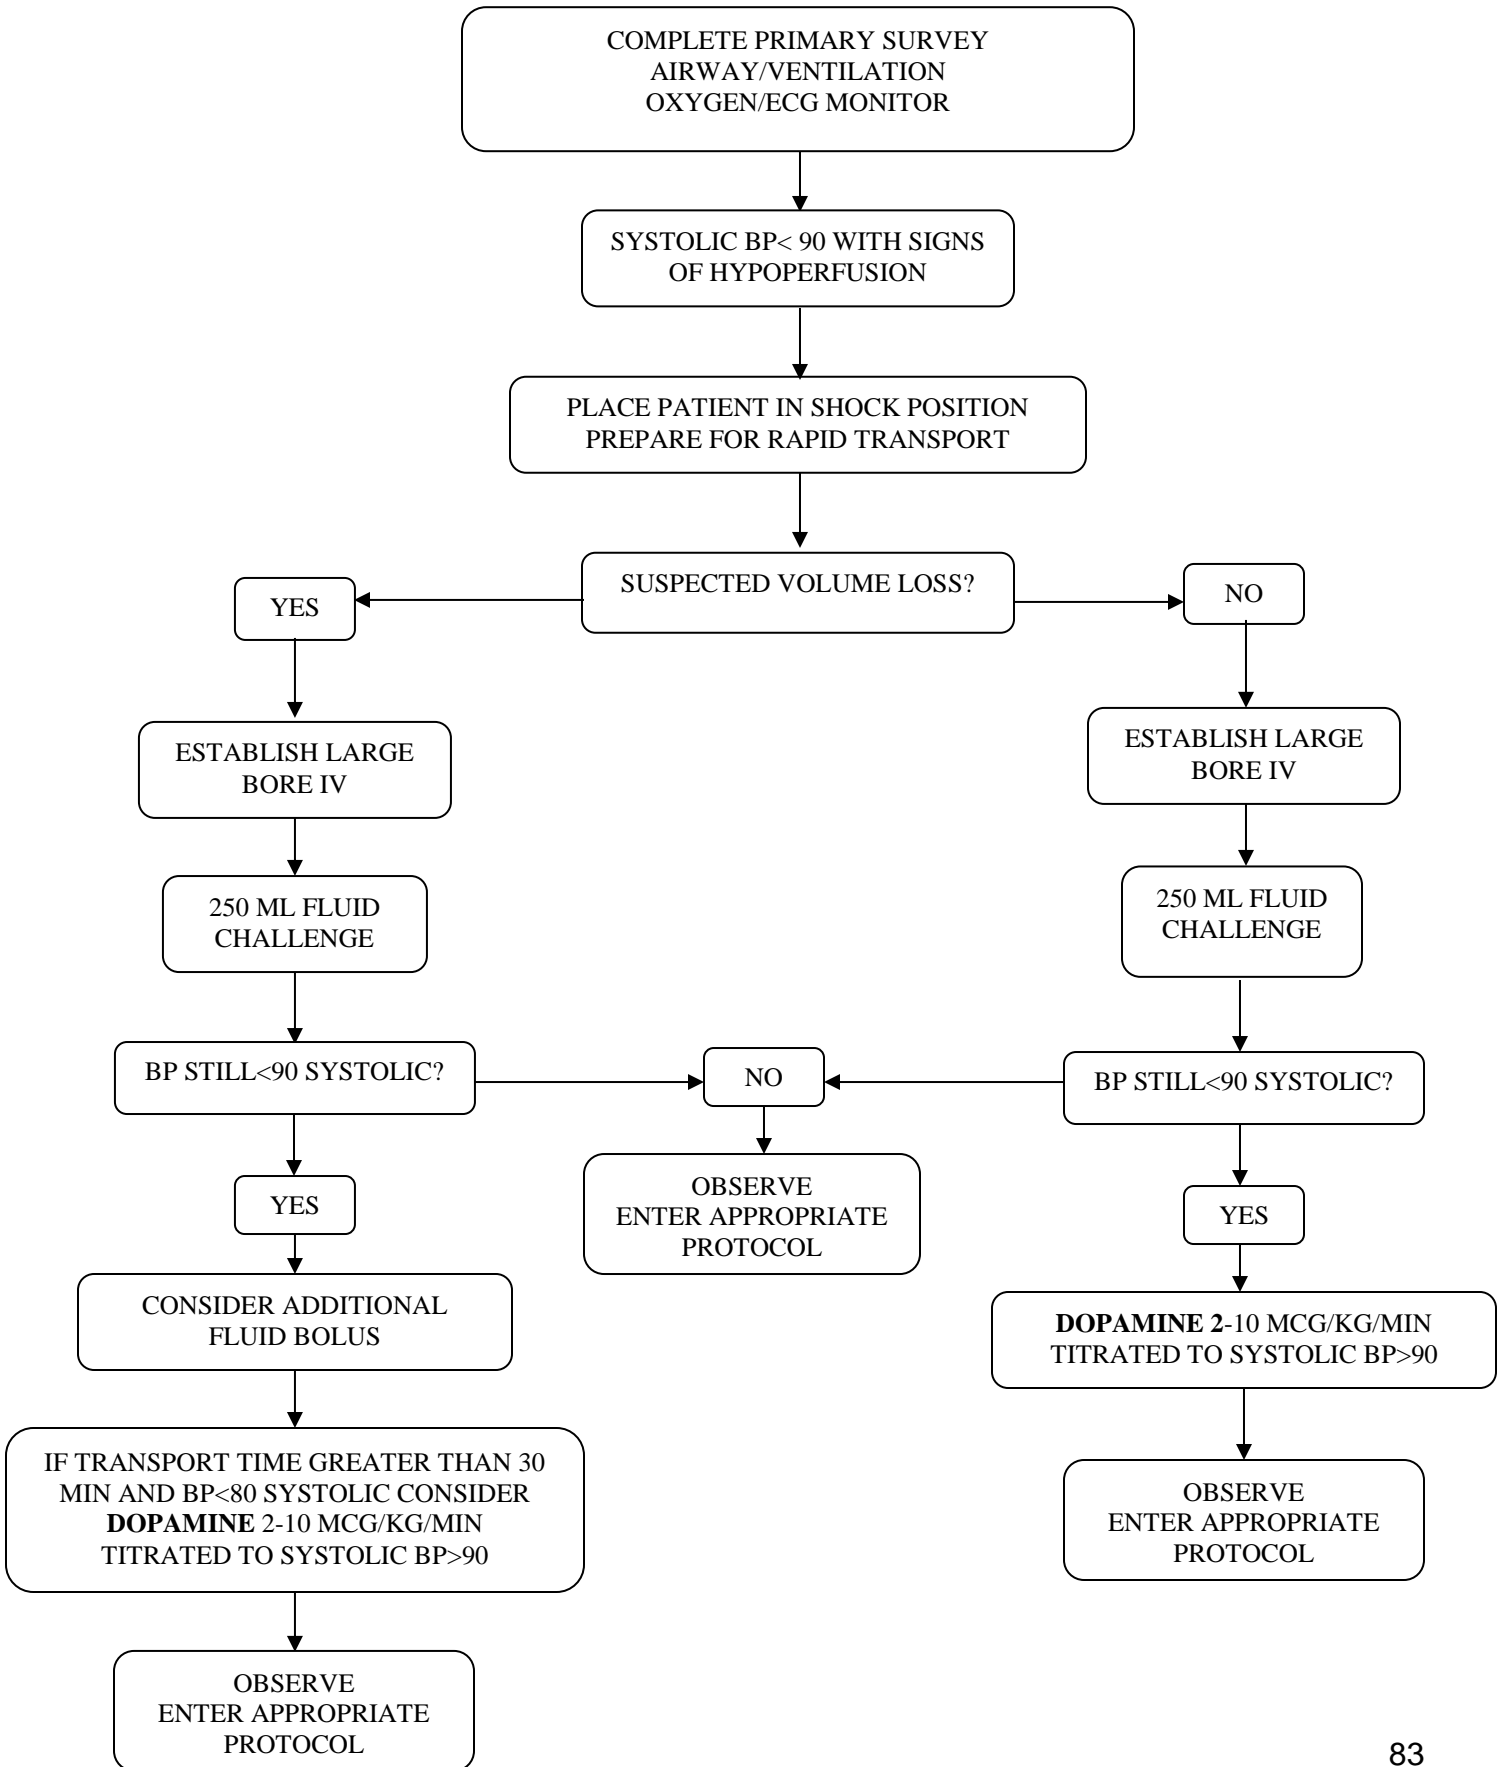 COMPLETE PRIMARY SURVEY
AIRWAY/VENTILATION
OXYGEN/ECG MONITOR
SYSTOLIC BP< 90 WITH SIGNS
OF HYPOPERFUSION
PLACE PATIENT IN SHOCK POSITION
PREPARE FOR RAPID TRANSPORT
SUSPECTED VOLUME LOSS?
YES
NO
ESTABLISH LARGE
BORE IV
ESTABLISH LARGE
BORE IV
250 ML FLUID
CHALLENGE
250 ML FLUID
CHALLENGE
BP STILL<90 SYSTOLIC?
NO
BP STILL<90 SYSTOLIC?
YES
OBSERVE
ENTER APPROPRIATE
PROTOCOL
YES
CONSIDER ADDITIONAL
FLUID BOLUS
DOPAMINE 2-10 MCG/KG/MIN
TITRATED TO SYSTOLIC BP>90
IF TRANSPORT TIME GREATER THAN 30
MIN AND BP<80 SYSTOLIC CONSIDER
DOPAMINE 2-10 MCG/KG/MIN
TITRATED TO SYSTOLIC BP>90
OBSERVE
ENTER APPROPRIATE
PROTOCOL
OBSERVE
ENTER APPROPRIATE
PROTOCOL
83